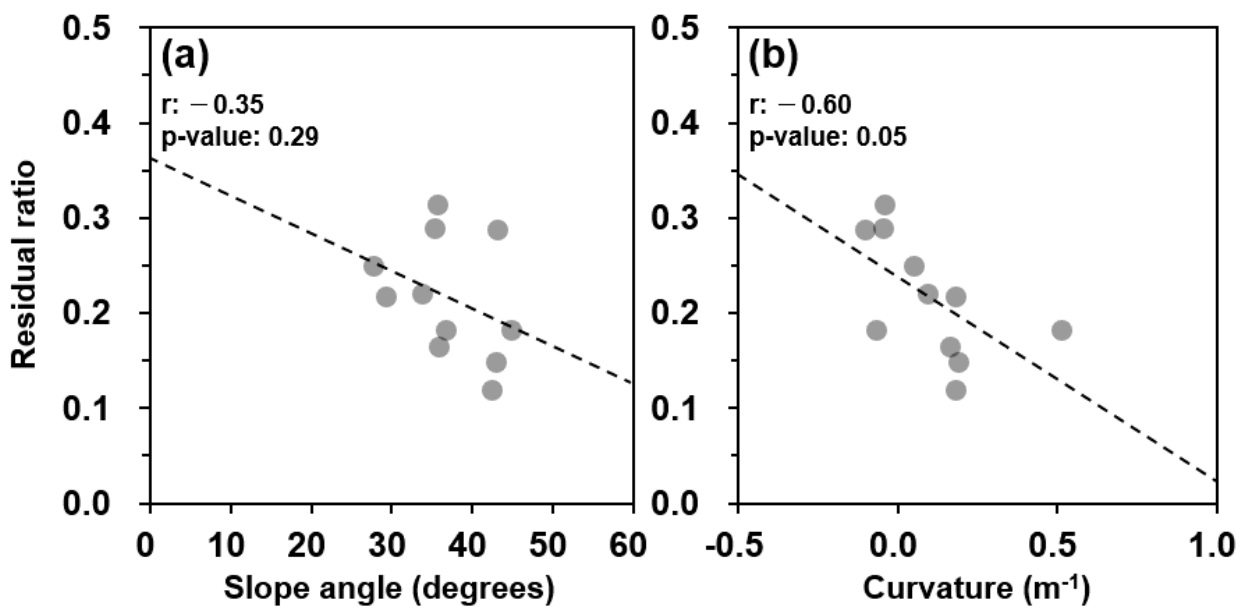 (a)
r: −0.35
p-value: 0.29
0.5
0.4
0.3
0.2
0.1
0.0
Residual ratio
0 10 20 30 40 50 60
Slope angle (degrees)
(b)
r: −0.60
p-value: 0.05
0.5
0.4
0.3
0.2
0.1
0.0
-0.5 0.0 0.5 1.0
Curvature (m⁻¹)